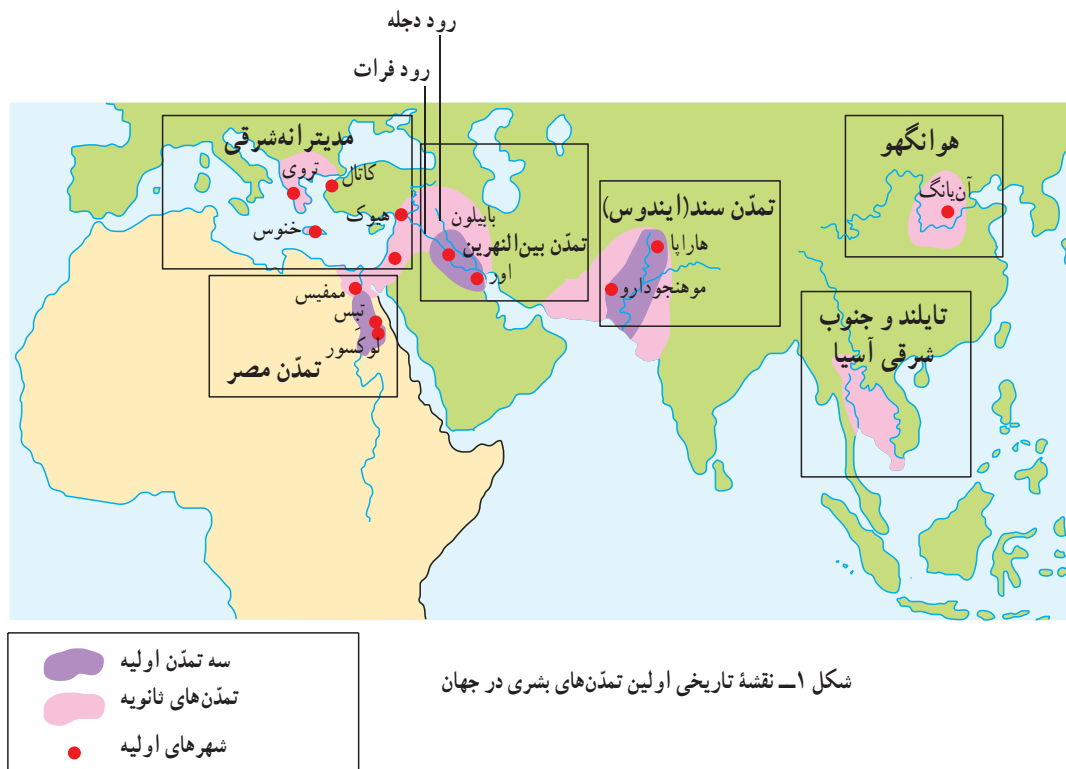 رود دجله
رود فرات
مدیترانه‌شرقی
تروی
کاتال
هیوک
خنوس
بابیلون
تمدّن بین‌النهرین
اور
تمدّن سند(ایندوس)
هاراپا
موهنجودارو
هوانگهو
آن‌یانگ
ممفیس
تبس
لوکسور
تمدّن مصر
تایلند و جنوب
شرقی آسیا
سه تمدّن اولیه
تمدّن‌های ثانویه
شهرهای اولیه
شکل ۱ــ نقشهٔ تاریخی اولین تمدّن‌های بشری در جهان